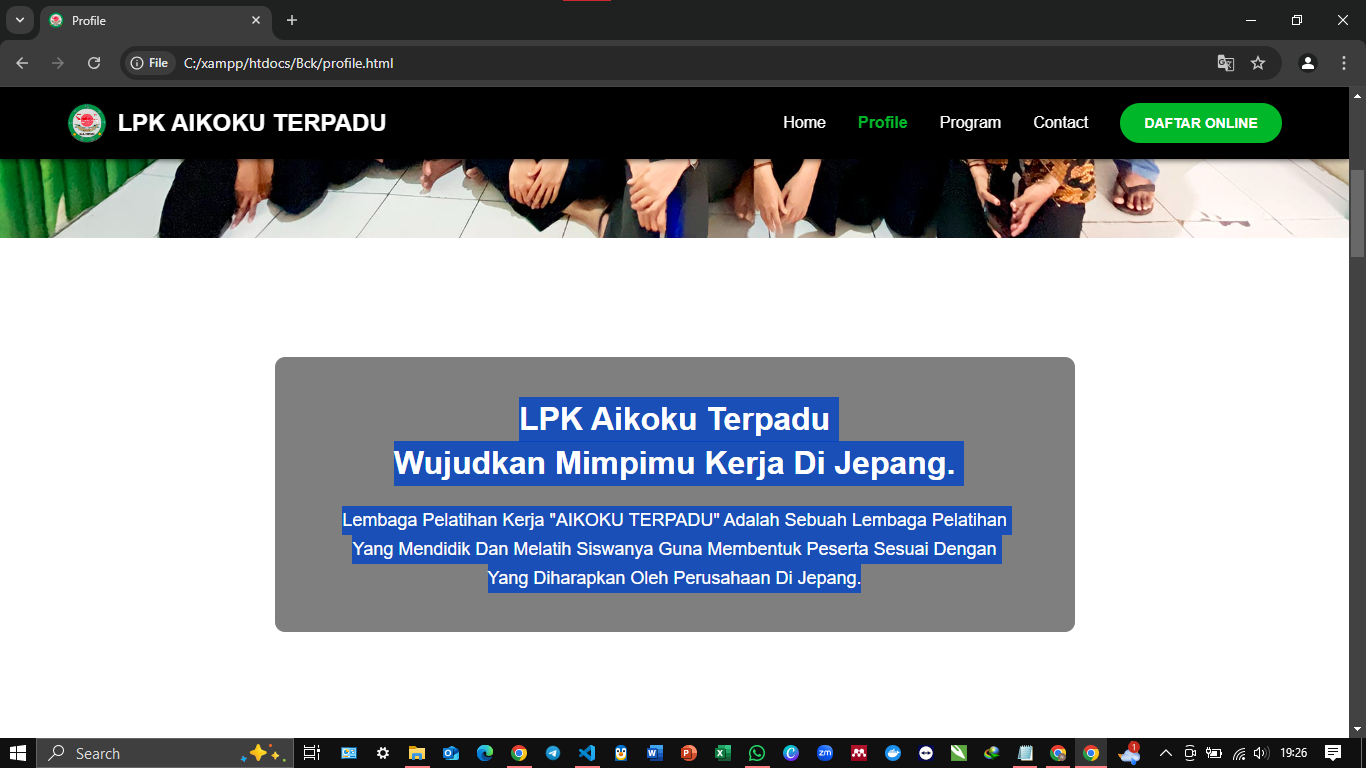 Profile
File
C:/xampp/htdocs/Bck/profile.html
LPK AIKOKU TERPADU
Home
Profile
Program
Contact
DAFTAR ONLINE
LPK Aikoku Terpadu
Wujudkan Mimpimu Kerja Di Jepang.
Lembaga Pelatihan Kerja "AIKOKU TERPADU" Adalah Sebuah Lembaga Pelatihan
Yang Mendidik Dan Melatih Siswanya Guna Membentuk Peserta Sesuai Dengan
Yang Diharapkan Oleh Perusahaan Di Jepang.
Search
zm
1
19:26